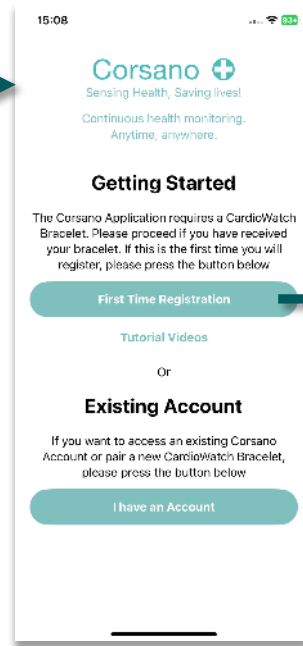 15:08
93+
Corsano
Sensing Health, Saving lives!
Continuous health monitoring.
Anytime, anywhere.
Getting Started
The Corsano Application requires a CardioWatch
Bracelet. Please proceed if you have received
your bracelet. If this is the first time you will
register, please press the button below
First Time Registration
Tutorial Videos
Or
Existing Account
If you want to access an existing Corsano
Account or pair a new CardioWatch Bracelet,
please press the button below
I have an Account